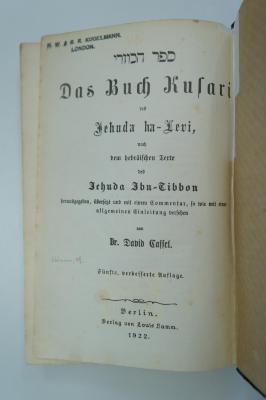 H. W. & R. R. KUGELMANN,
LONDON.
ספר הכוזרי
Das Buch Kusari
des
Jehuda ha-Levi,
nach
dem hebräischen Texte
des
Jehuda Ibn-Tibbon
herausgegeben, übersetzt und mit einem Commentar, so wie mit einer
allgemeinen Einleitung versehen
von
Dr. David Cassel.
Fünfte, verbesserte Auflage.
Berlin.
Verlag von Louis Lamm.
1922.